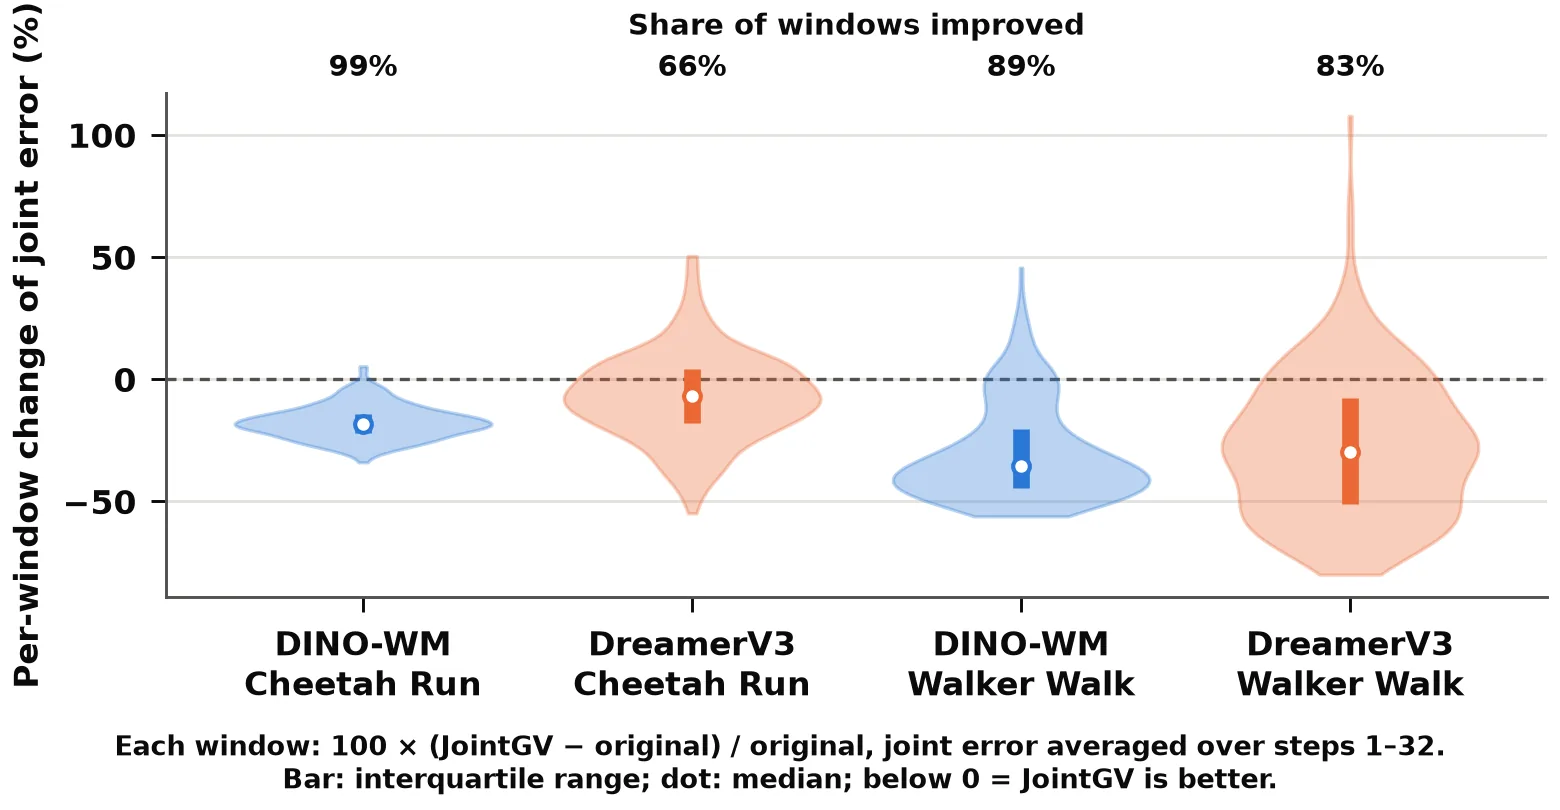 Share of windows improved
99% 66% 89% 83%
Per-window change of joint error (%)
100
50
0
−50
DINO-WM DreamerV3 DINO-WM DreamerV3
Cheetah Run Cheetah Run Walker Walk Walker Walk
Each window: 100 × (JointGV − original) / original, joint error averaged over steps 1–32.
Bar: interquartile range; dot: median; below 0 = JointGV is better.